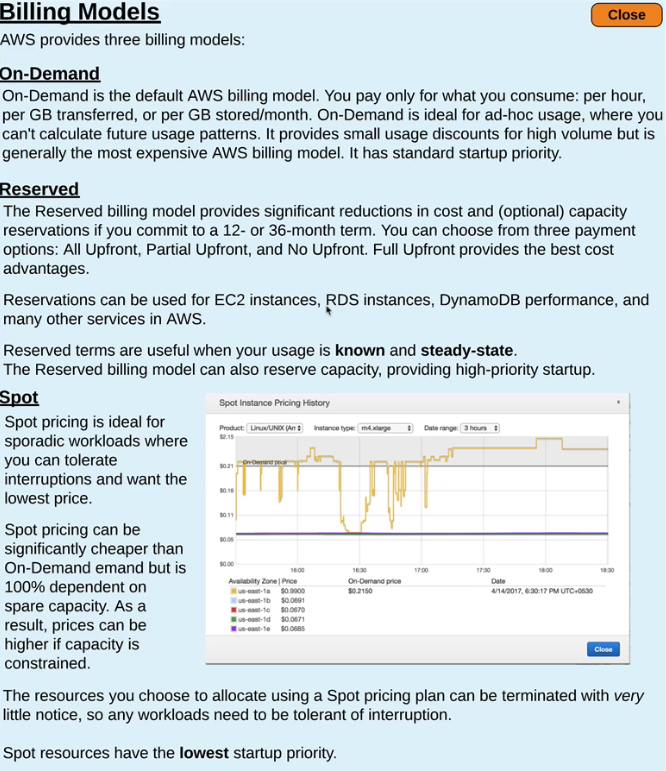 Billing Models
Close
AWS provides three billing models:
On-Demand
On-Demand is the default AWS billing model. You pay only for what you consume: per hour,
per GB transferred, or per GB stored/month. On-Demand is ideal for ad-hoc usage, where you
can't calculate future usage patterns. It provides small usage discounts for high volume but is
generally the most expensive AWS billing model. It has standard startup priority.
Reserved
The Reserved billing model provides significant reductions in cost and (optional) capacity
reservations if you commit to a 12- or 36-month term. You can choose from three payment
options: All Upfront, Partial Upfront, and No Upfront. Full Upfront provides the best cost
advantages.
Reservations can be used for EC2 instances, RDS instances, DynamoDB performance, and
many other services in AWS.
Reserved terms are useful when your usage is known and steady-state.
The Reserved billing model can also reserve capacity, providing high-priority startup.
Spot
Spot pricing is ideal for
sporadic workloads where
you can tolerate
interruptions and want the
lowest price.
Spot pricing can be
significantly cheaper than
On-Demand emand but is
100% dependent on
spare capacity. As a
result, prices can be
higher if capacity is
constrained.
Spot Instance Pricing History
Product: Linux/UNIX (Am Instance type: m4.xlarge Date range: 3 hours
$2.15
On-Demand price
$0.21
$0.16
$0.11
$0.05
$0.00
16:00 16:30 17:00 17:30 18:00 18:30
Availability Zone | Price On-Demand price Date
us-east-1a $0.9900 $0.2150 4/14/2017, 6:30:17 PM UTC+0530
us-east-1b $0.0691
us-east-1c $0.0670
us-east-1d $0.0671
us-east-1e $0.0685
Close
The resources you choose to allocate using a Spot pricing plan can be terminated with very
little notice, so any workloads need to be tolerant of interruption.
Spot resources have the lowest startup priority.